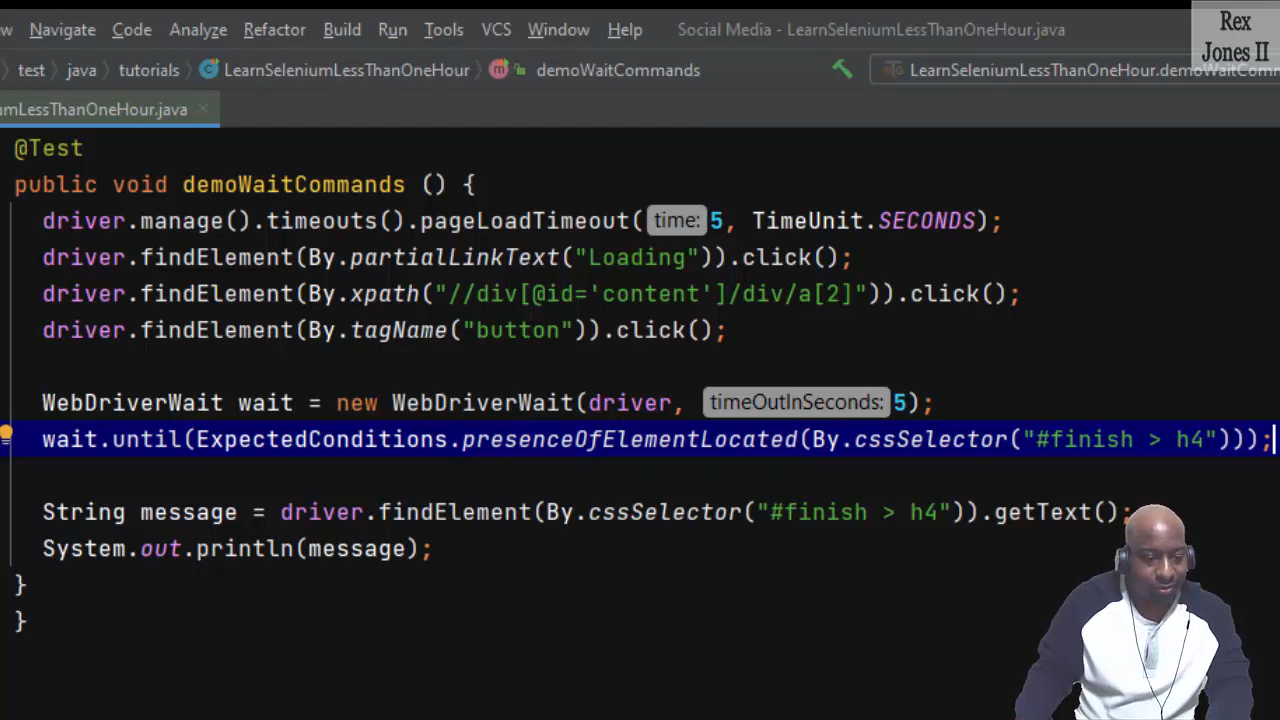 Rex
Jones II
w Navigate Code Analyze Refactor Build Run Tools VCS Window Help Social Media - LearnSeleniumLessThanOneHour.java
test java tutorials LearnSeleniumLessThanOneHour demoWaitCommands LearnSeleniumLessThanOneHour.demoWaitComm
umLessThanOneHour.java
@Test
public void demoWaitCommands () {
driver.manage().timeouts().pageLoadTimeout( time: 5, TimeUnit.SECONDS);
driver.findElement(By.partialLinkText("Loading")).click();
driver.findElement(By.xpath("//div[@id='content']/div/a[2]")).click();
driver.findElement(By.tagName("button")).click();
WebDriverWait wait = new WebDriverWait(driver, timeOutInSeconds: 5);
wait.until(ExpectedConditions.presenceOfElementLocated(By.cssSelector("#finish > h4")));
String message = driver.findElement(By.cssSelector("#finish > h4")).getText();
System.out.println(message);
}
}